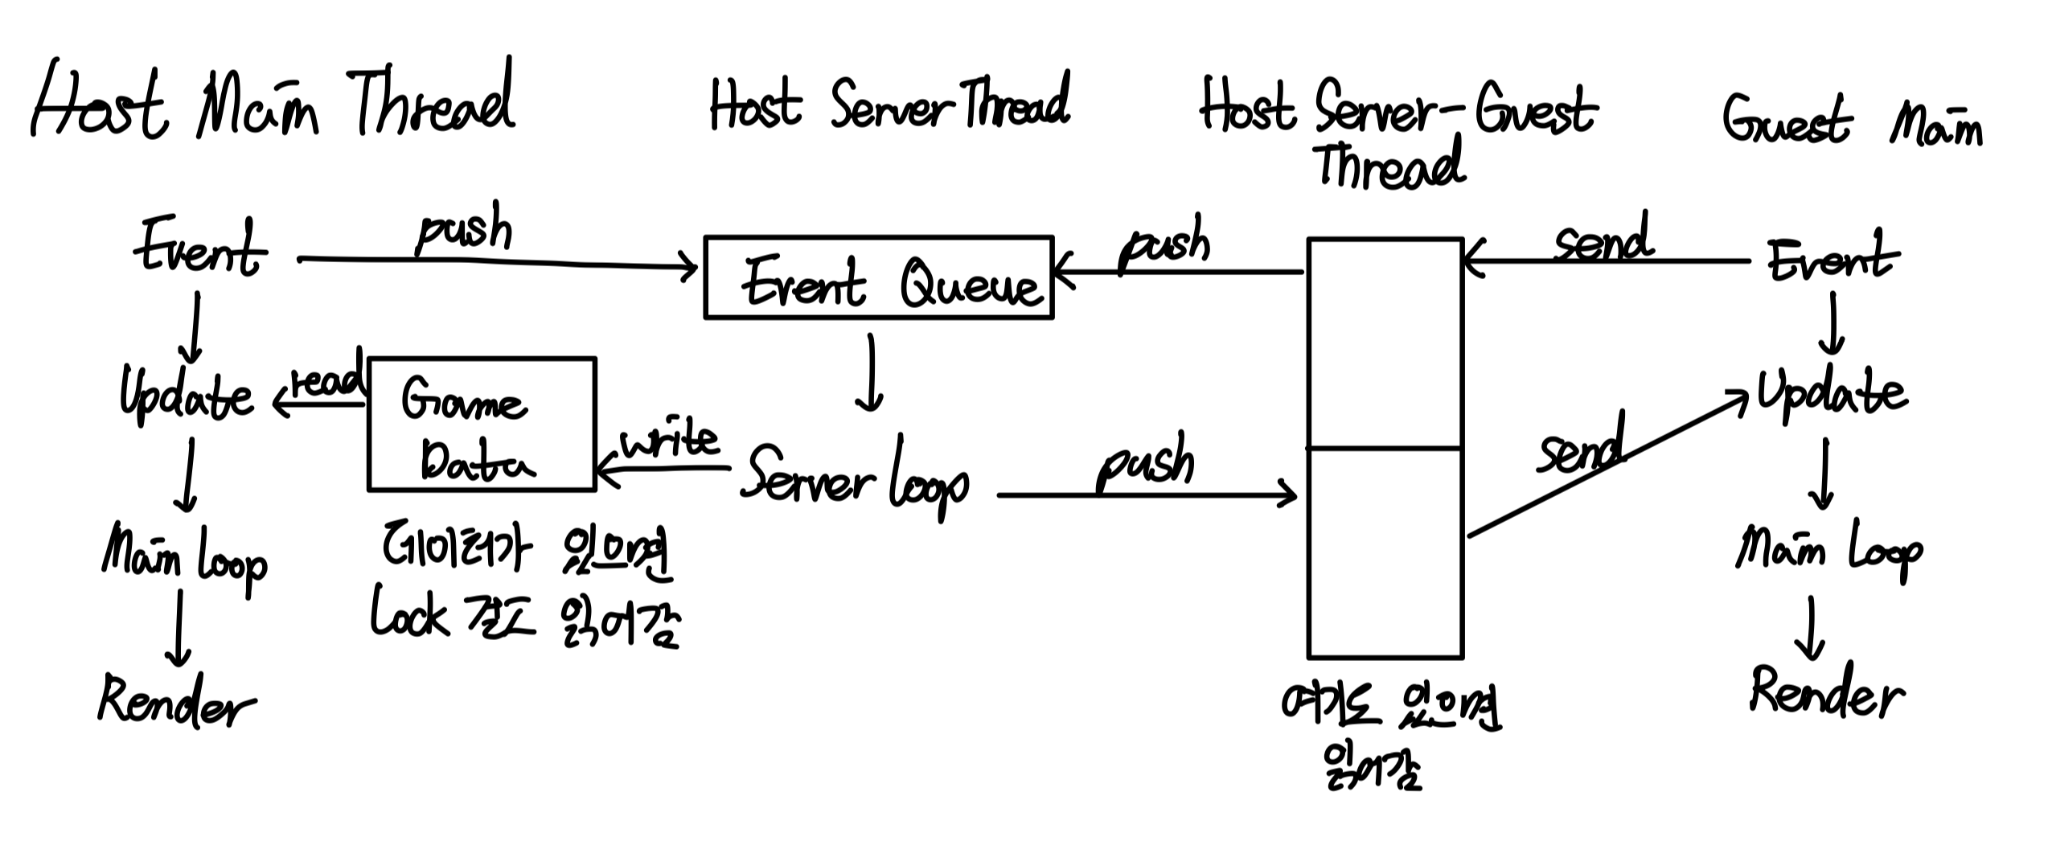 Host Main Thread
Host Server Thread
Host Server-Guest
Thread
Guest Main
Event
push
Event Queue
push
send
Event
Update
read
Game
Data
write
Server Loop
push
send
Update
Main Loop
데이터가 있으면
Lock 걸고 읽어감
Main Loop
Render
여기도 있으면
읽어감
Render